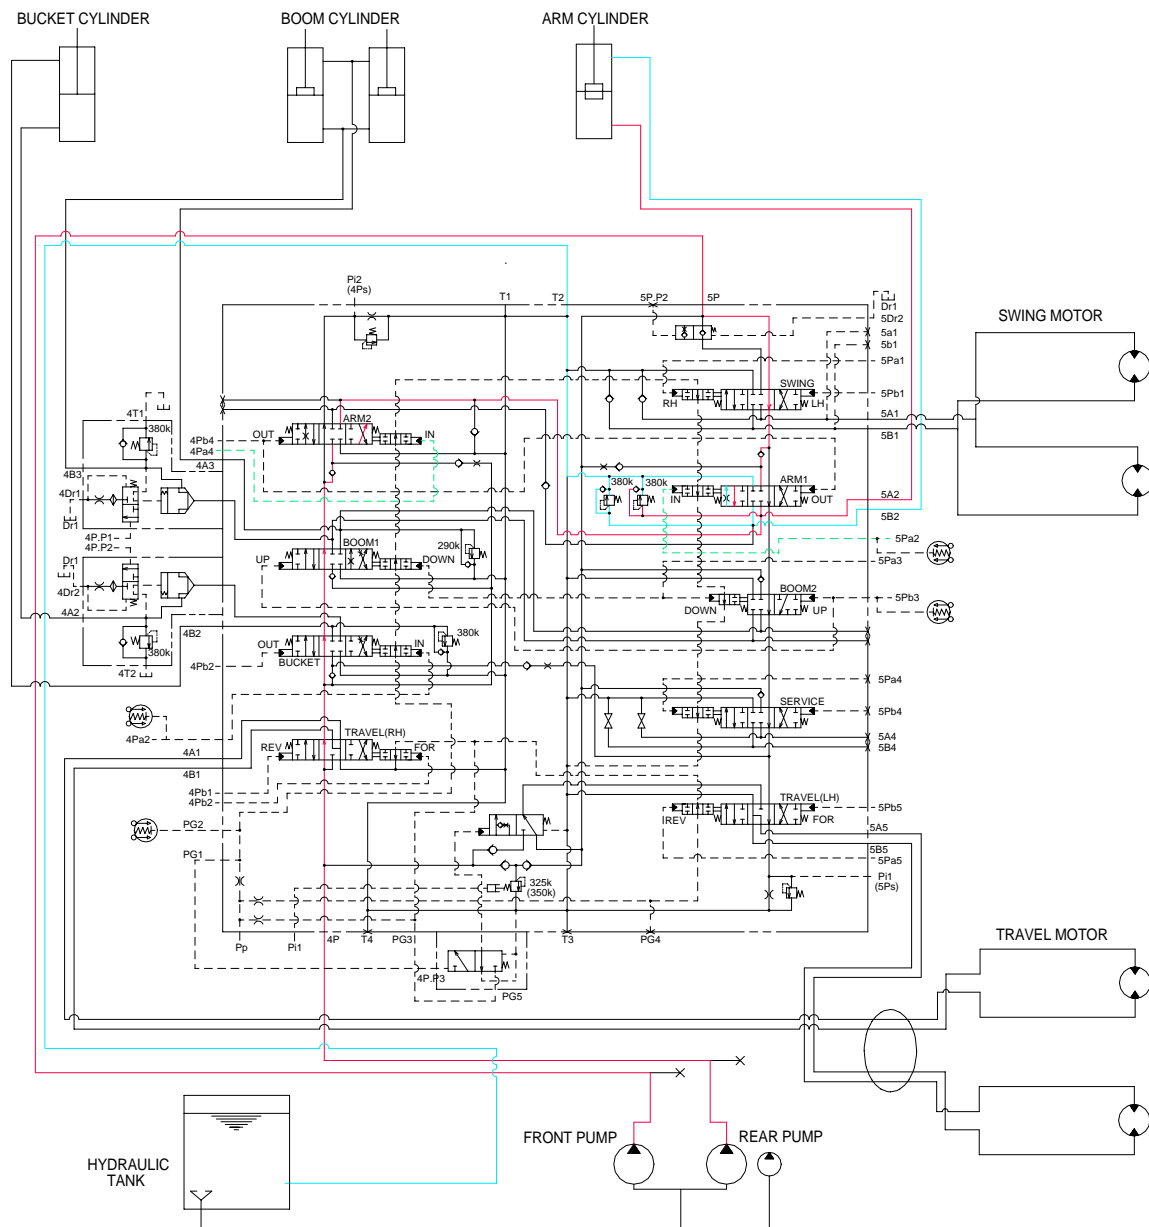 BUCKET CYLINDER
BOOM CYLINDER
ARM CYLINDER
Pi2
(4Ps)
T1
T2
5P.P2
5P
Dr1
5Dr2
5a1
5b1
5Pa1
SWING MOTOR
SWING
RH
LH
5Pb1
5A1
5B1
4T1
380k
4Pb4
4Pa4
OUT
ARM2
IN
4A3
4B3
4Dr1
Dr1
4P.P1
4P.P2
380k
380k
ARM1
IN
OUT
5A2
5B2
5Pa2
5Pa3
BOOM1
UP
DOWN
290k
Dr1
4Dr2
4A2
BOOM2
DOWN
UP
5Pb3
4B2
380k
4T2
OUT
BUCKET
IN
4Pb2
380k
5Pa4
SERVICE
5Pb4
5A4
5B4
4Pa2
4A1
4B1
REV
TRAVEL(RH)
FOR
4Pb1
4Pb2
TRAVEL(LH)
REV
FOR
5Pb5
5A5
5B5
5Pa5
PG2
PG1
325k
(350k)
Pi1
(5Ps)
Pp
Pi1
4P
T4
PG3
T3
PG4
4P.P3
PG5
TRAVEL MOTOR
FRONT PUMP
REAR PUMP
HYDRAULIC
TANK